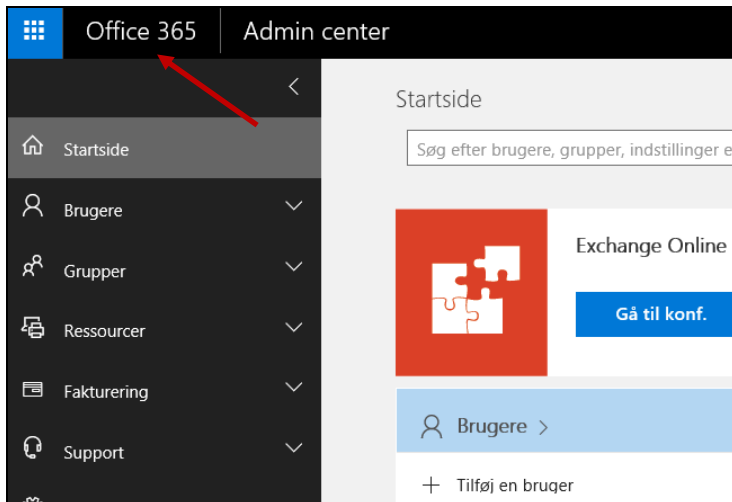 Office 365
Admin center
Startside
Brugere
Grupper
Ressourcer
Fakturering
Support
Startside
Søg efter brugere, grupper, indstillinger e
Exchange Online
Gå til konf.
Brugere >
+ Tilføj en bruger